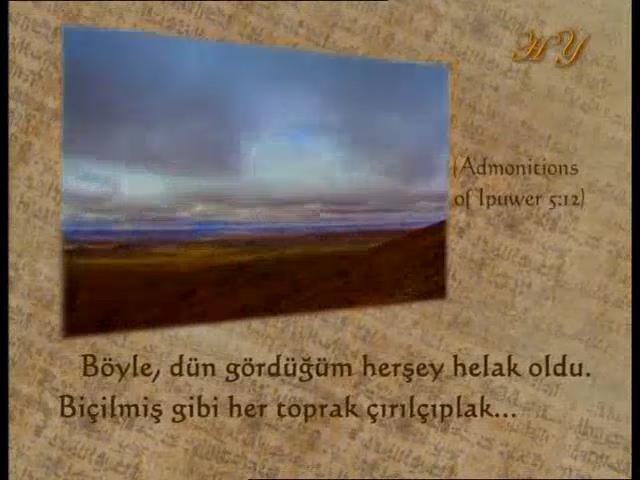 HY
(Admonitions
of Ipuwer 5:12)
Böyle, dün gördüğüm herşey helak oldu.
Biçilmiş gibi her toprak çırılçıplak...